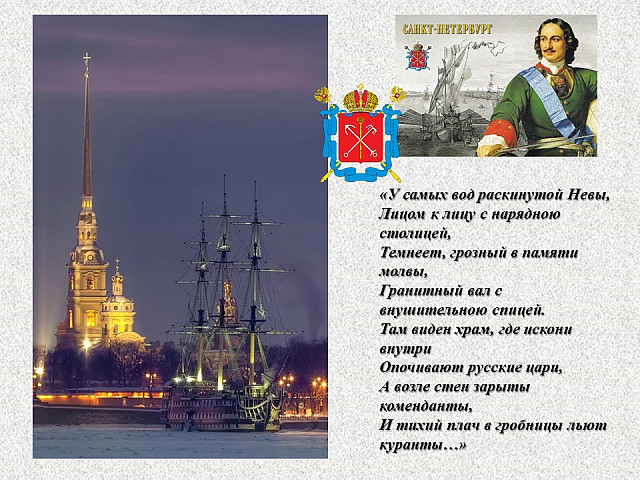 САНКТ-ПЕТЕРБУРГ
«У самых вод раскинутой Невы,
Лицом к лицу с нарядною
столицей,
Темнеет, грозный в памяти
молвы,
Гранитный вал с
внушительною спицей.
Там виден храм, где искони
внутри
Опочивают русские цари,
А возле стен зарыты
коменданты,
И тихий плач в гробницы льют
куранты…»